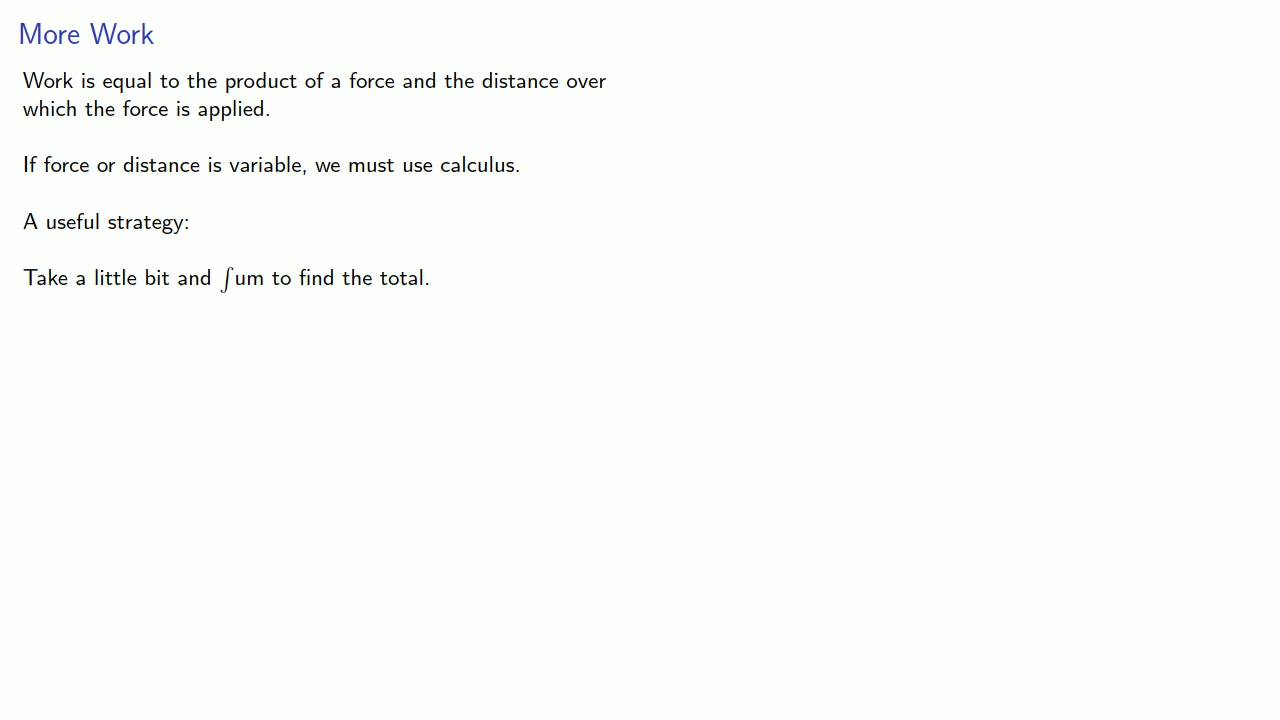 More Work
Work is equal to the product of a force and the distance over
which the force is applied.
If force or distance is variable, we must use calculus.
A useful strategy:
Take a little bit and ∫um to find the total.